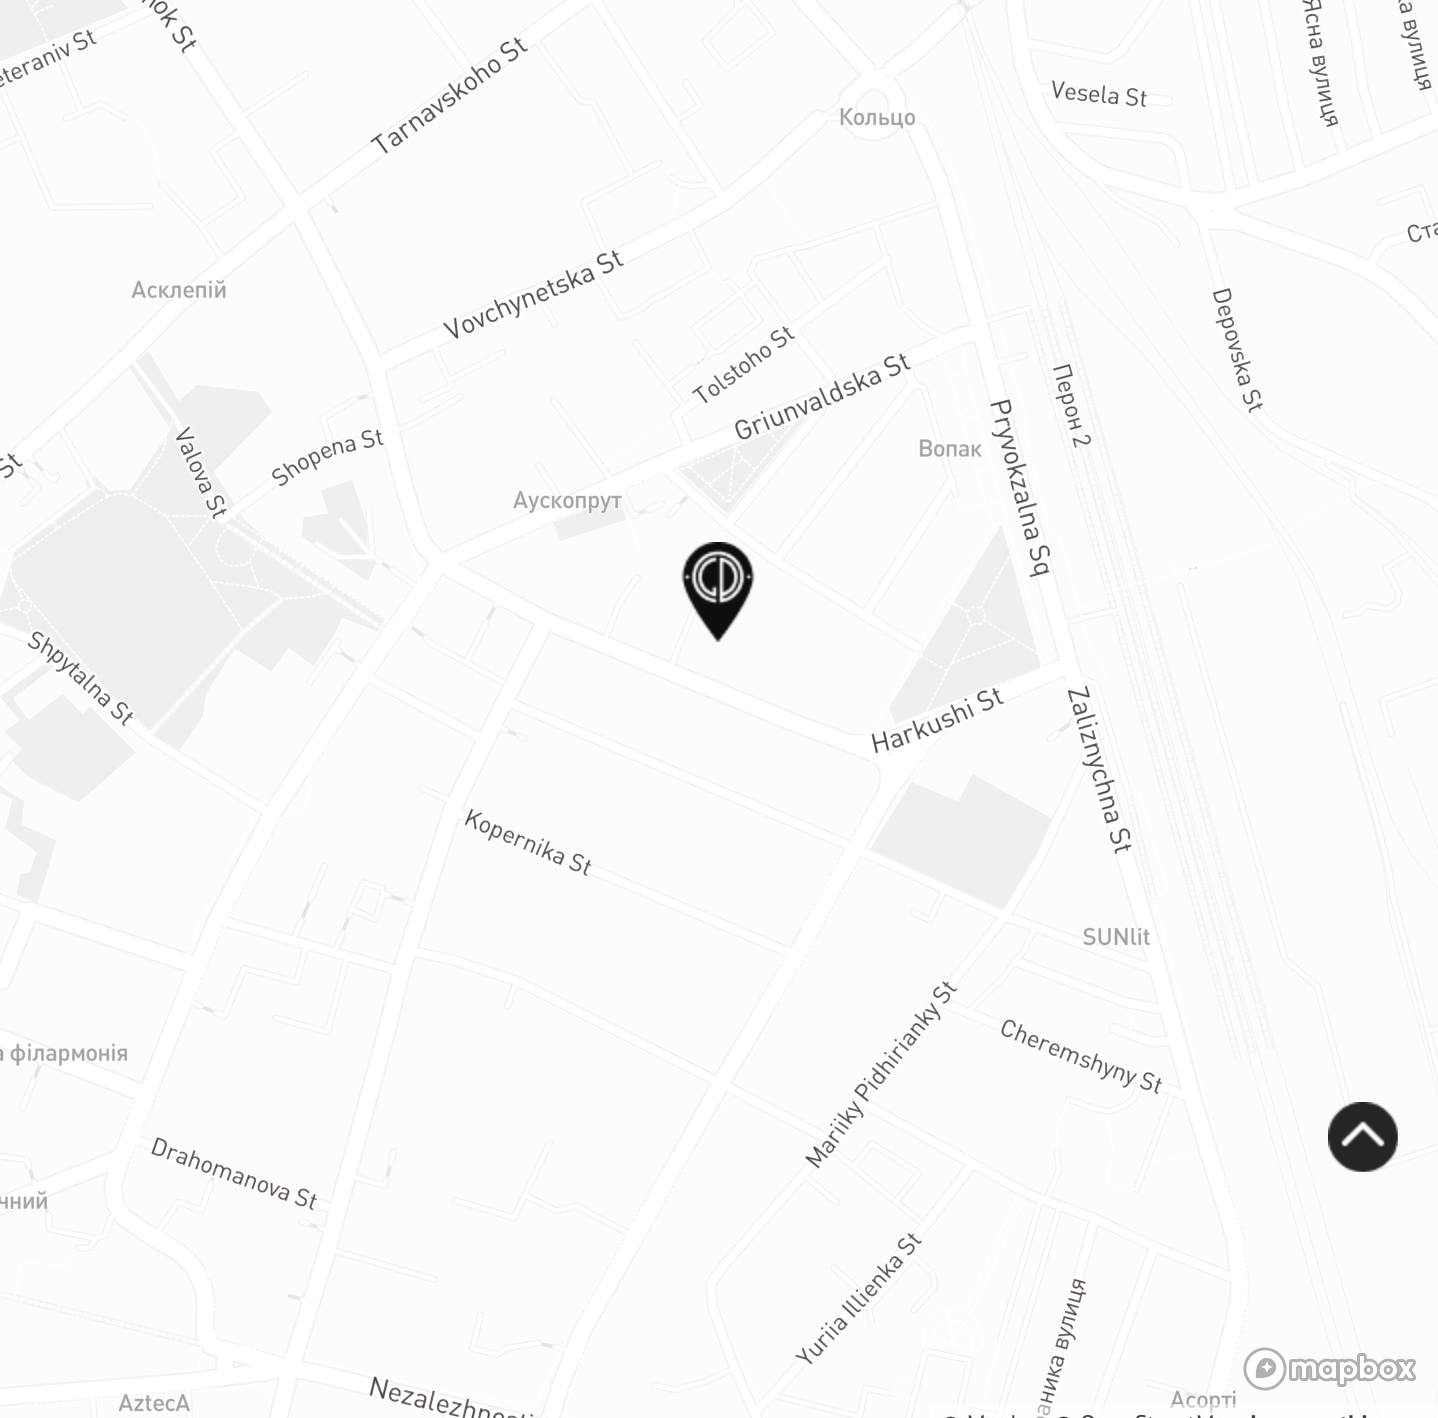 Tarnavskoho St
Кольцо
Vesela St
Ясна вулиця
Асклепій
Vovchynetska St
Tolstoho St
Griunvaldska St
Depovska St
Перон 2
Valova St
Shopena St
Вопак
Pryvokzalna Sq
St
Аускопрут
Shpytalna St
Harkushi St
Zaliznychna St
Kopernika St
SUNlit
Mariiky Pidhirianky St
Cheremshyny St
філармонія
Drahomanova St
Yuriia Illienka St
AztecA
Асорті
mapbox